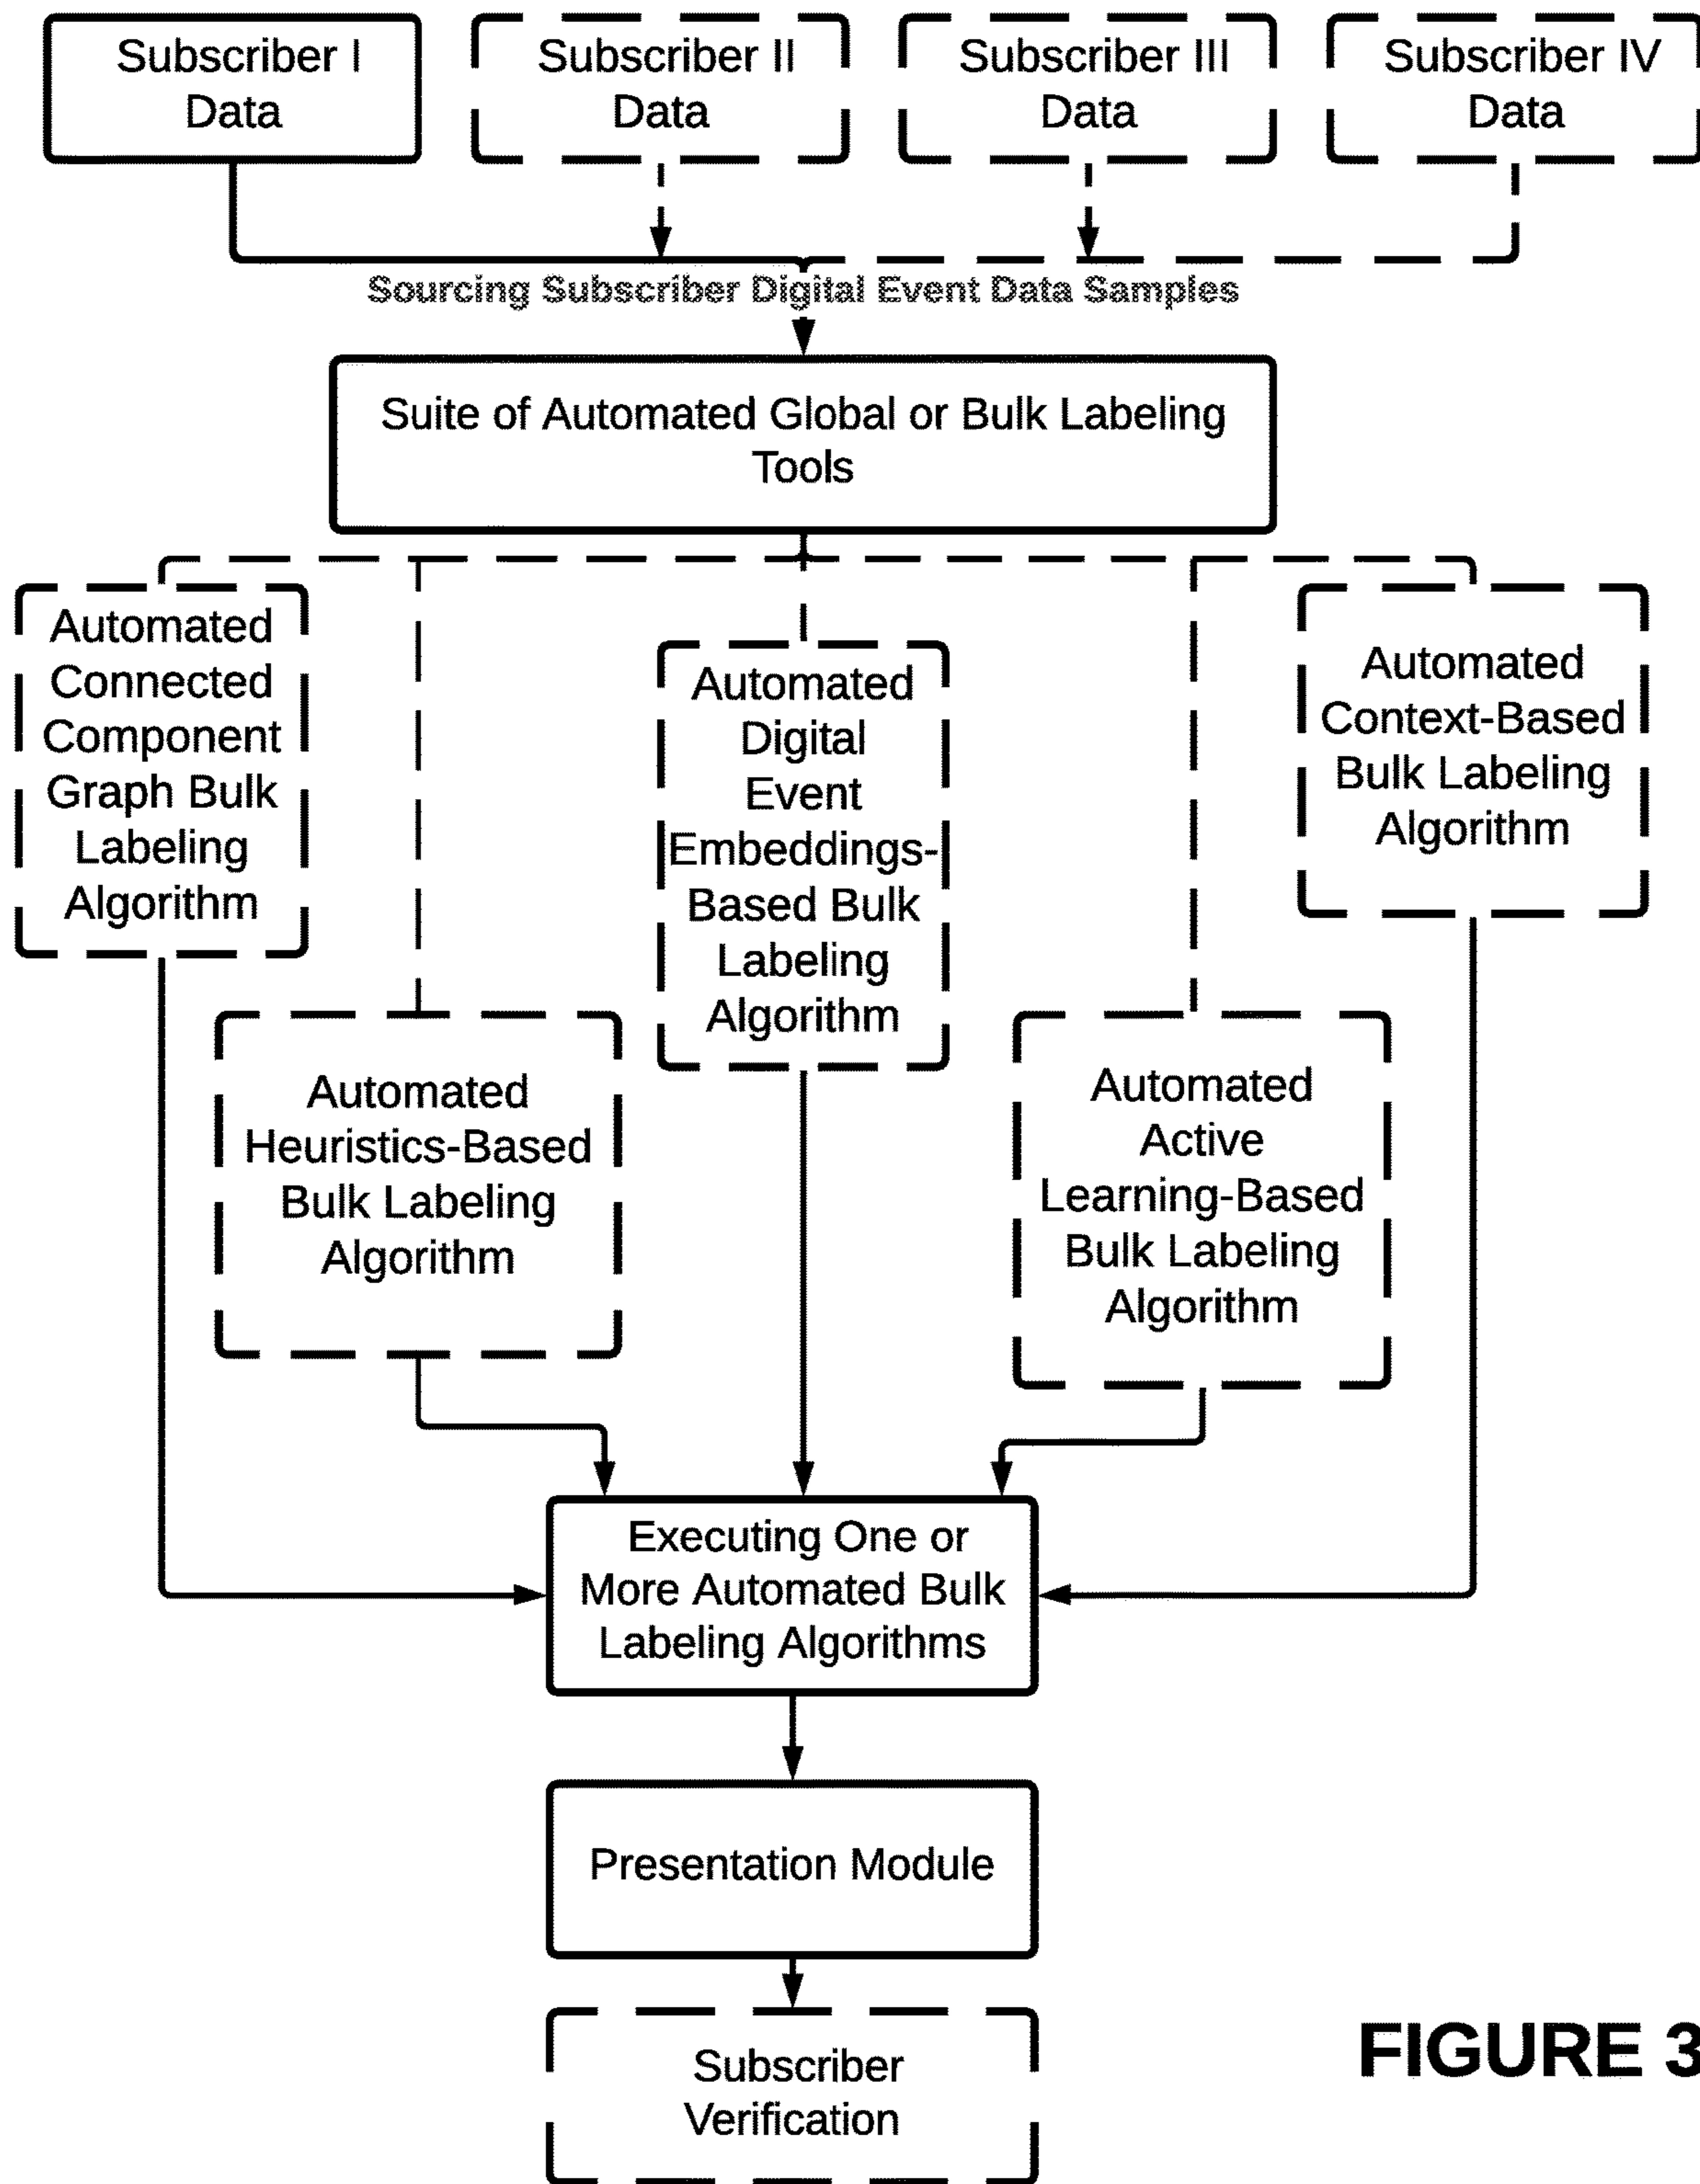 Subscriber I
Data
Subscriber II
Data
Subscriber III
Data
Subscriber IV
Data
Sourcing Subscriber Digital Event Data Samples
Suite of Automated Global or Bulk Labeling
Tools
Automated
Connected
Component
Graph Bulk
Labeling
Algorithm
Automated
Digital
Event
Embeddings-
Based Bulk
Labeling
Algorithm
Automated
Context-Based
Bulk Labeling
Algorithm
Automated
Heuristics-Based
Bulk Labeling
Algorithm
Automated
Active
Learning-Based
Bulk Labeling
Algorithm
Executing One or
More Automated Bulk
Labeling Algorithms
Presentation Module
Subscriber
Verification
FIGURE 3